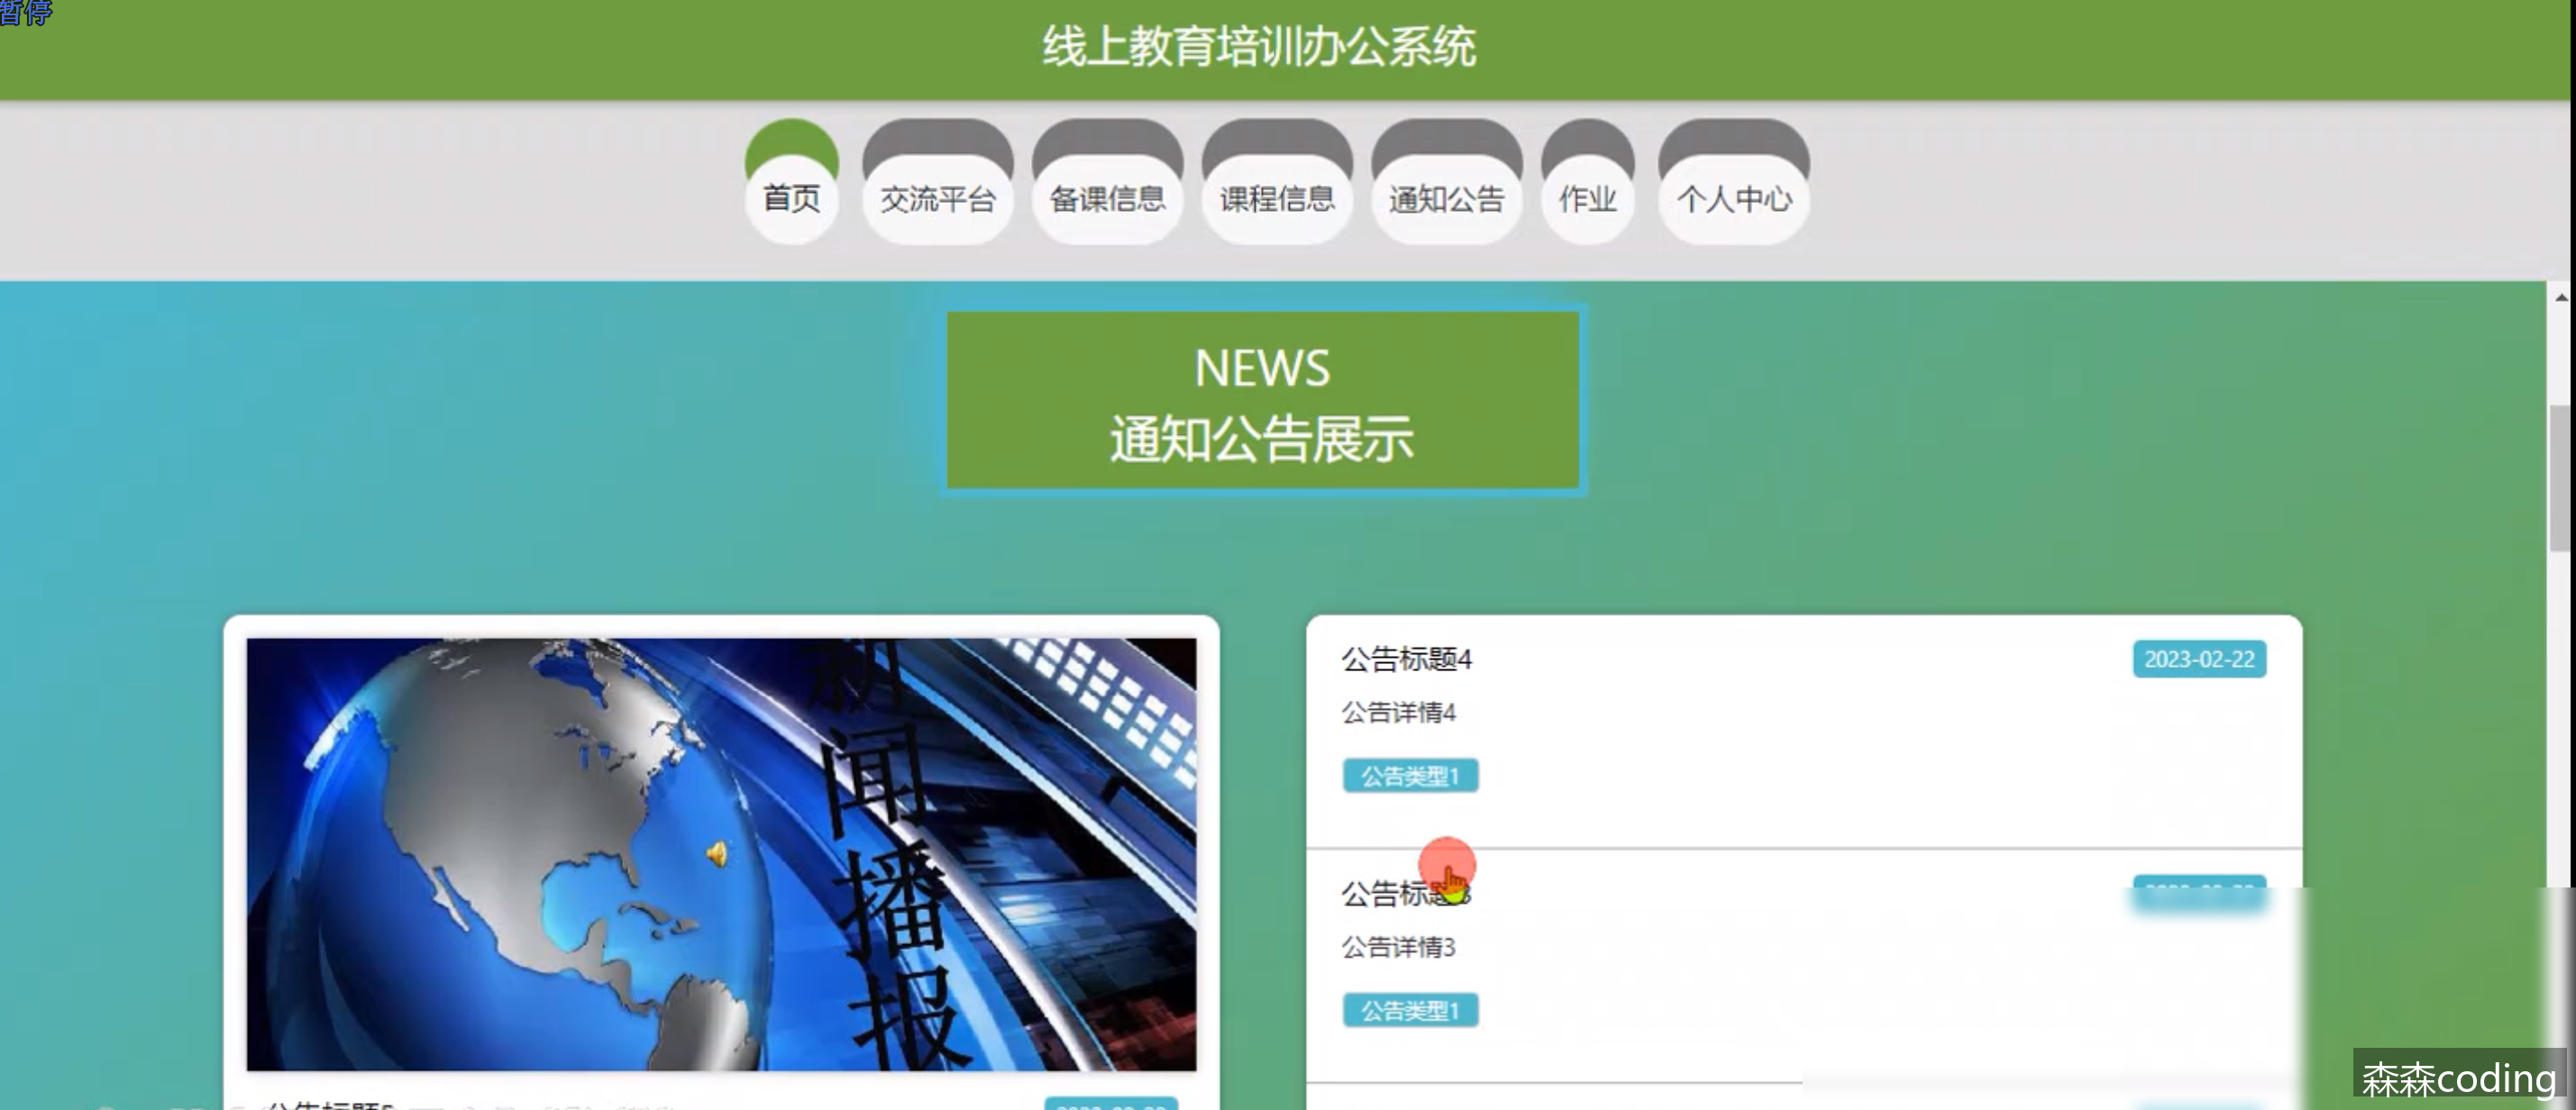 暂停
线上教育培训办公系统
首页 交流平台 备课信息 课程信息 通知公告 作业 个人中心
NEWS
通知公告展示
新闻播报
公告标题4 2023-02-22
公告详情4
公告类型1
公告标题3
公告详情3
公告类型1
森森coding